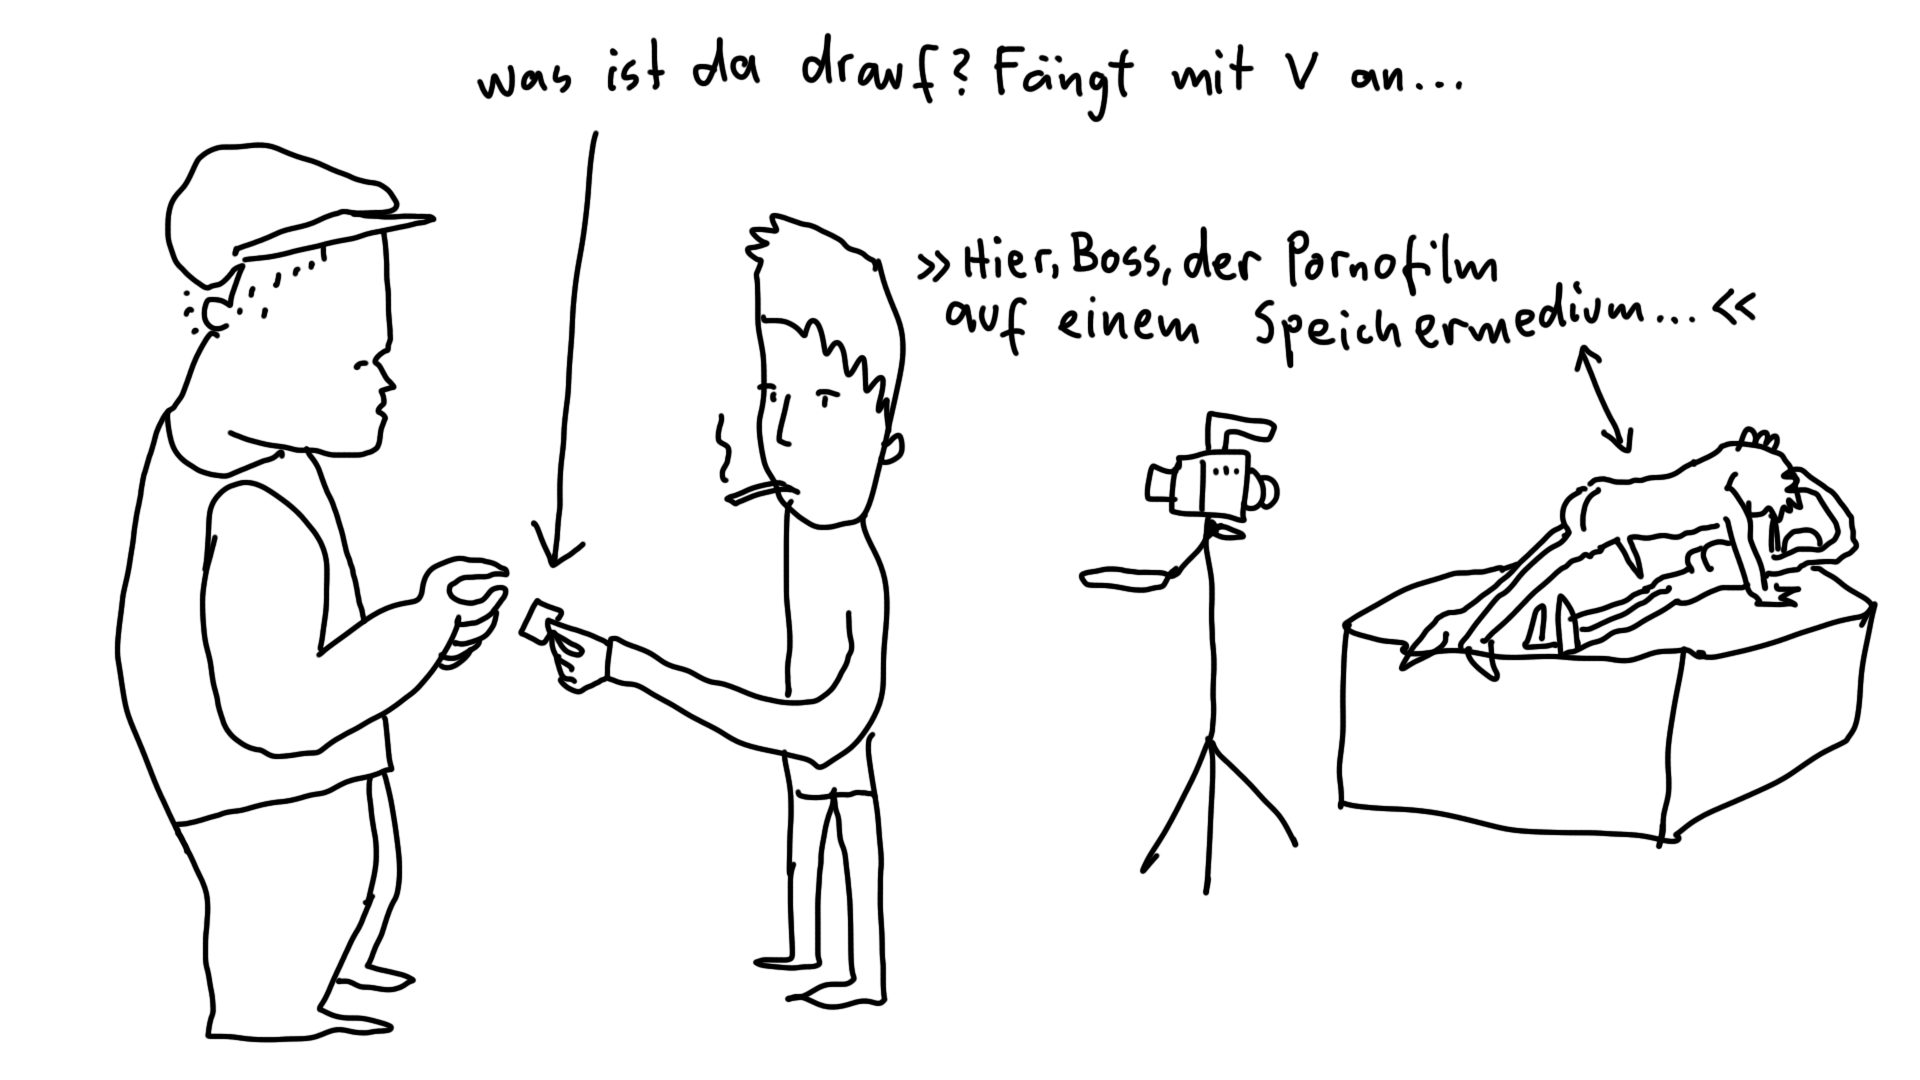 was ist da drauf? Fängt mit V an...
»Hier, Boss, der Pornofilm
auf einem Speichermedium...«